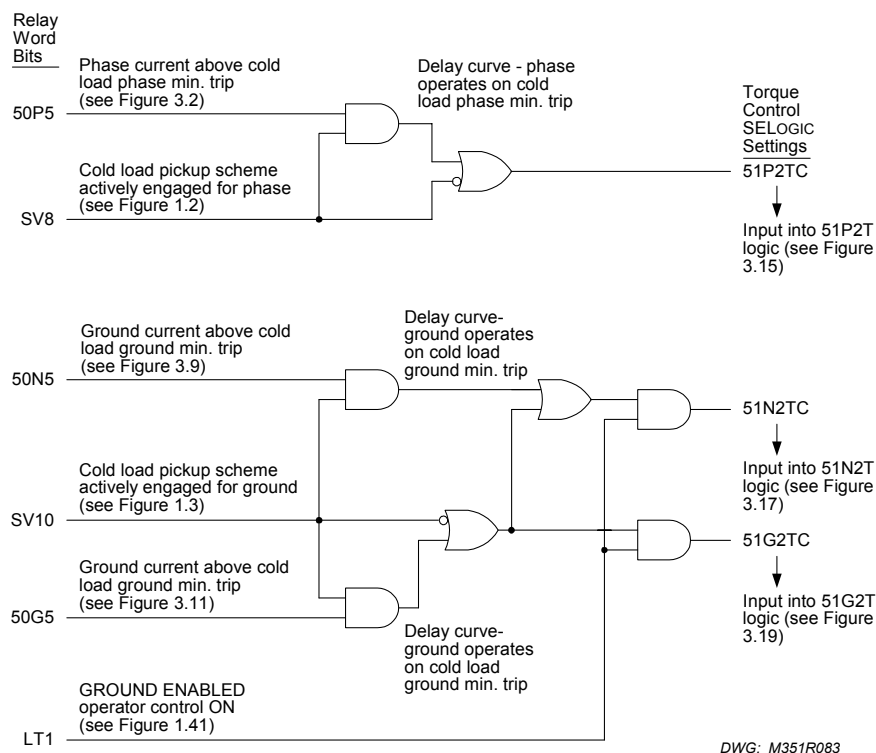 Relay
Word
Bits
Phase current above cold
load phase min. trip
(see Figure 3.2)
Delay curve - phase
operates on cold
load phase min. trip
Torque
Control
SELOGIC
Settings
50P5
Cold load pickup scheme
actively engaged for phase
(see Figure 1.2)
51P2TC
SV8
Input into 51P2T
logic (see Figure
3.15)
Ground current above cold
load ground min. trip
(see Figure 3.9)
Delay curve-
ground operates
on cold load
ground min. trip
50N5
51N2TC
Cold load pickup scheme
actively engaged for ground
(see Figure 1.3)
Input into 51N2T
logic (see Figure
3.17)
SV10
51G2TC
Ground current above cold
load ground min. trip
(see Figure 3.11)
Input into 51G2T
logic (see Figure
3.19)
50G5
Delay curve-
ground operates
on cold load
ground min. trip
GROUND ENABLED
operator control ON
(see Figure 1.41)
LT1
DWG: M351R083